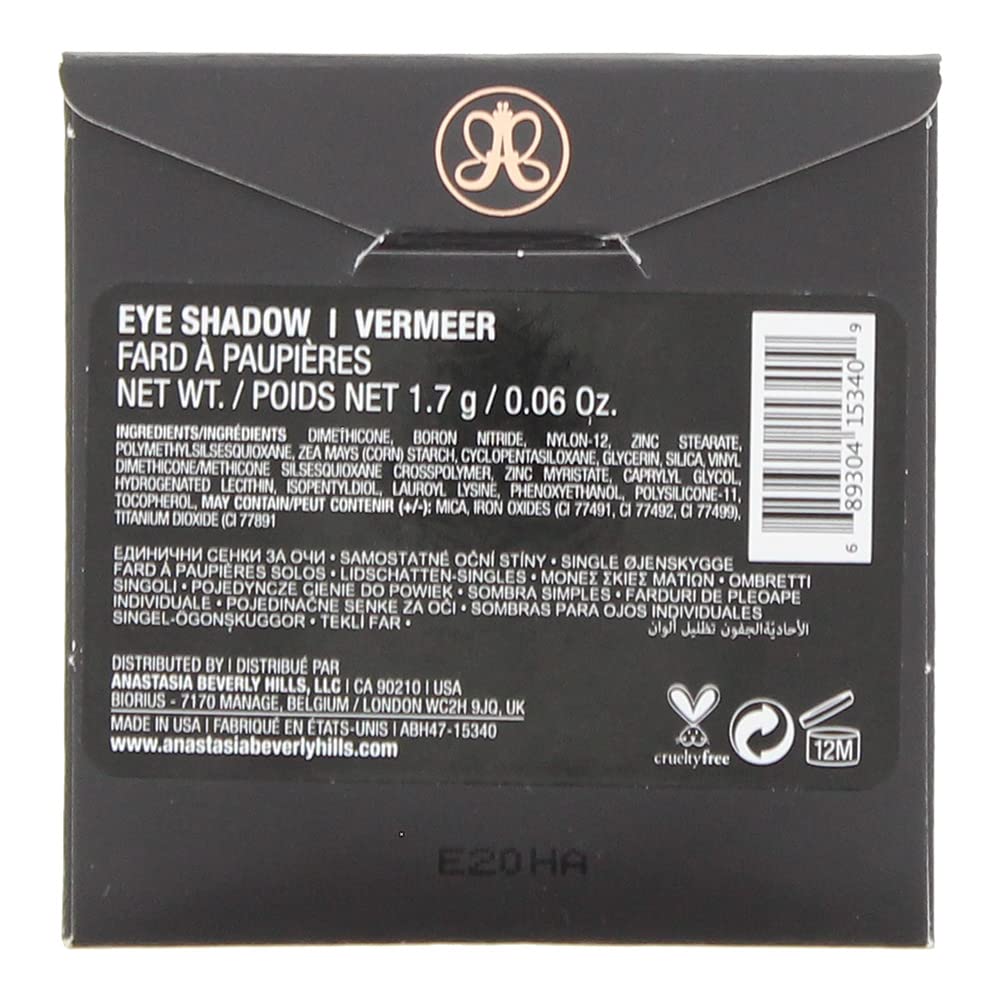 EYE SHADOW | VERMEER
FARD À PAUPIÈRES
NET WT. / POIDS NET 1.7 g / 0.06 Oz.
INGREDIENTS/INGRÉDIENTS DIMETHICONE, BORON NITRIDE, NYLON-12, ZINC STEARATE,
POLYMETHYLSILSESQUIOXANE, ZEA MAYS (CORN) STARCH, CYCLOPENTASILOXANE, GLYCERIN, SILICA, VINYL
DIMETHICONE/METHICONE SILSESQUIOXANE CROSSPOLYMER, ZINC MYRISTATE, CAPRYLYL GLYCOL,
HYDROGENATED LECITHIN, ISOPENTYLDIOL, LAUROYL LYSINE, PHENOXYETHANOL, POLYSILICONE-11,
TOCOPHEROL, MAY CONTAIN/PEUT CONTENIR (+/-): MICA, IRON OXIDES (CI 77491, CI 77492, CI 77499),
TITANIUM DIOXIDE (CI 77891
ЕДИНИЧНИ СЕНКИ ЗА ОЧИ • SAMOSTATNÉ OČNÍ STÍNY • SINGLE ØJENSKYGGE
FARD À PAUPIÈRES SOLOS • LIDSCHATTEN-SINGLES • ΜΟΝΕΣ ΣΚΙΕΣ ΜΑΤΙΩΝ • OMBRETTI
SINGOLI • POJEDYNCZE CIENIE DO POWIEK • SOMBRA SIMPLES • FARDURI DE PLEOAPE
INDIVIDUALE • POJEDINAČNE SENKE ZA OČI • SOMBRAS PARA OJOS INDIVIDUALES
SINGEL-ÖGONSKUGGOR • TEKLİ FAR •
الأحاديّةالجفون تظليل ألوان
DISTRIBUTED BY | DISTRIBUÉ PAR
ANASTASIA BEVERLY HILLS, LLC | CA 90210 | USA
BIORIUS - 7170 MANAGE, BELGIUM / LONDON WC2H 9JQ, UK
MADE IN USA | FABRIQUÉ EN ÉTATS-UNIS | ABH47-15340
www.anastasiabeverlyhills.com
6 89304 15340 9
crueltyfree
12M
E20HA